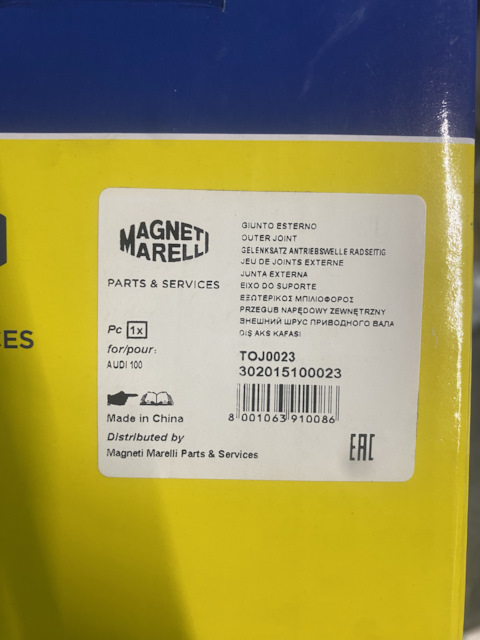 MAGNETI
MARELLI
PARTS & SERVICES
GIUNTO ESTERNO
OUTER JOINT
GELENKSATZ ANTRIEBSWELLE RADSEITIG
JEU DE JOINTS EXTERNE
JUNTA EXTERNA
EIXO DO SUPORTE
ΕΞΩΤΕΡΙΚΟΣ ΜΠΙΛΙΟΦΟΡΟΣ
PRZEGUB NAPĘDOWY ZEWNĘTRZNY
ВНЕШНИЙ ШРУС ПРИВОДНОГО ВАЛА
DIŞ AKS KAFASI
CES
Pc 1x
for/pour:
AUDI 100
TOJ0023
302015100023
8 001063 910086
Made in China
Distributed by
Magneti Marelli Parts & Services
EAC